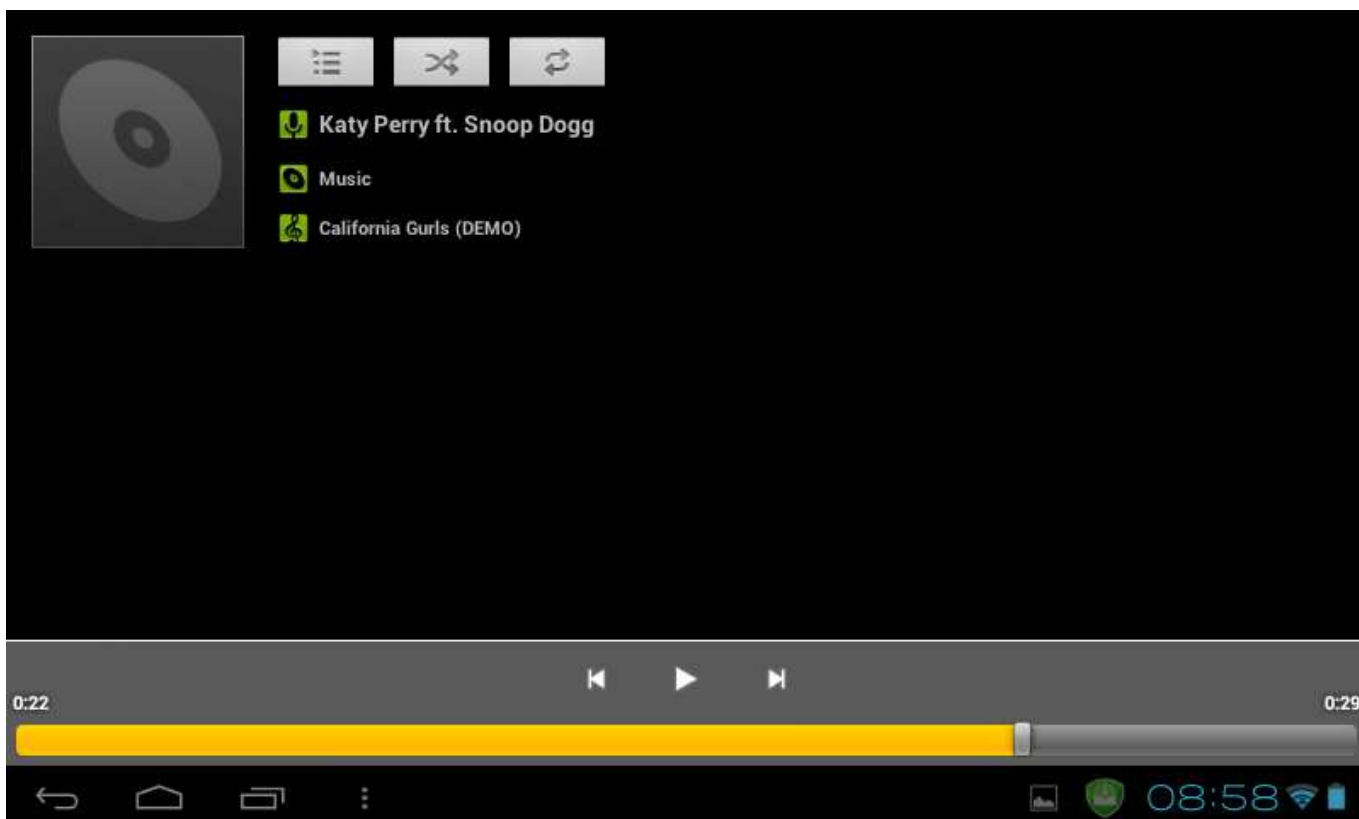 Katy Perry ft. Snoop Dogg
Music
California Gurls (DEMO)
0:22
0:29
08:58